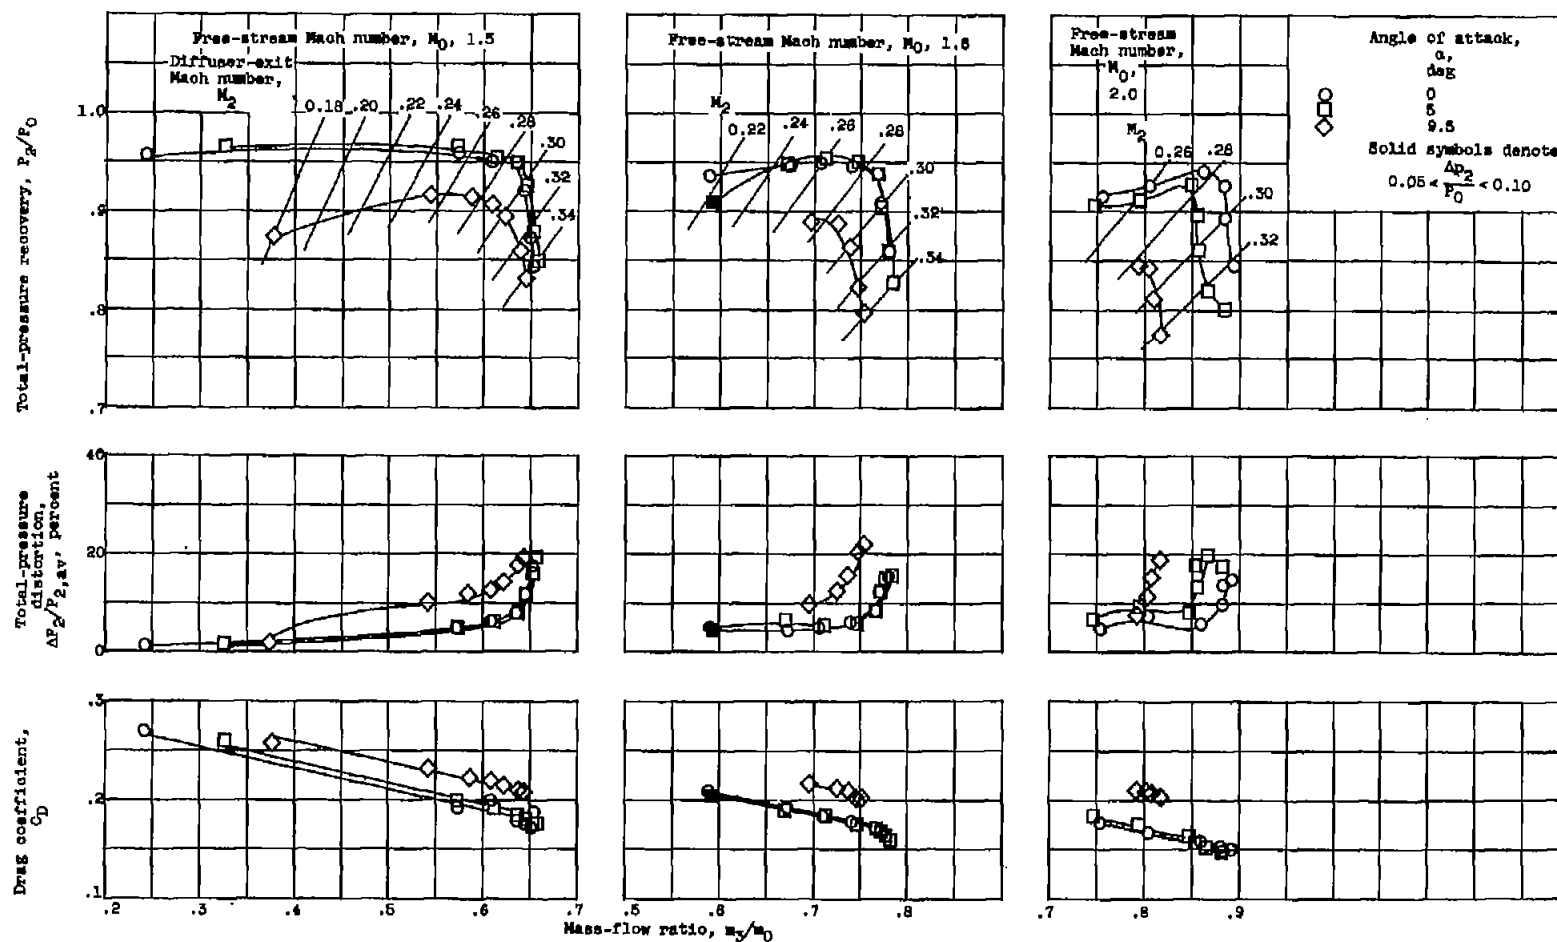 Free-stream Mach number, M0, 1.5
Diffuser-exit
Mach number,
M2
0.18
.20
.22
.24
.26
.28
.30
.32
.34
Free-stream Mach number, M0, 1.8
M2
0.22
.24
.26
.28
.30
.32
.34
Free-stream
Mach number,
M0,
2.0
M2
0.26
.28
.30
.32
Angle of attack,
α,
deg
0
5
9.5
Solid symbols denote
0.05 < Δp2/P0 < 0.10
Total-pressure recovery, P2/P0
1.0
.9
.8
.7
Total-pressure
distortion,
ΔP2/P2,av, percent
40
20
0
Drag coefficient,
CD
.3
.2
.1
.2
.3
.4
.5
.6
.7
.5
.6
.7
.8
.7
.8
.9
Mass-flow ratio, m3/m0